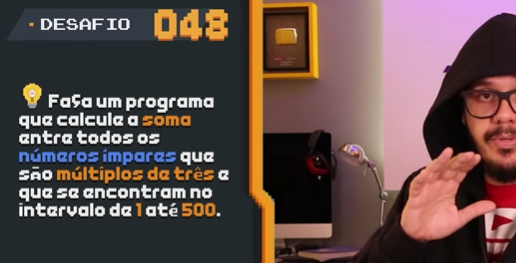 DESAFIO 048
Faça um programa
que calcule a soma
entre todos os
números ímpares que
são múltiplos de três e
que se encontram no
intervalo de 1 até 500.